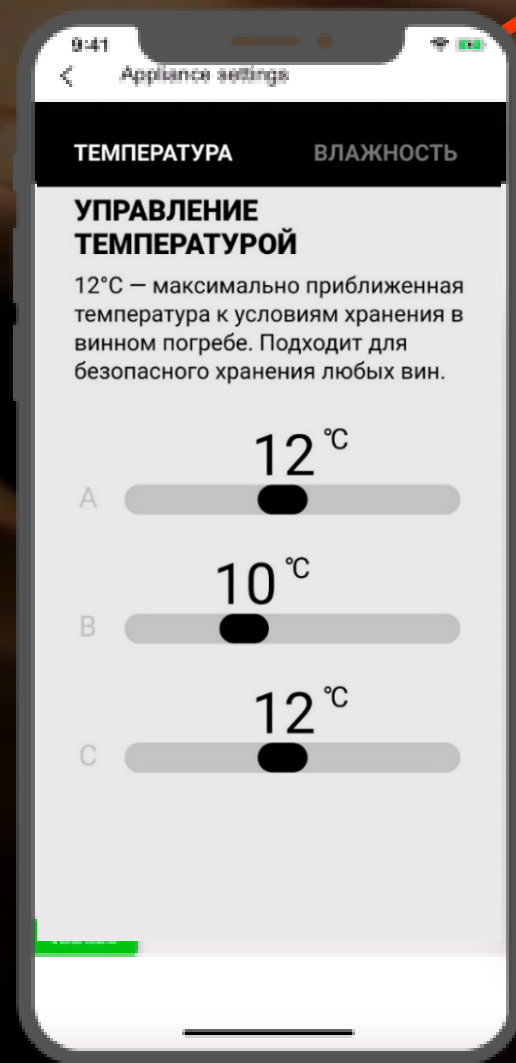 9:41
Appliance settings
ТЕМПЕРАТУРА ВЛАЖНОСТЬ
УПРАВЛЕНИЕ
ТЕМПЕРАТУРОЙ
12°C — максимально приближенная
температура к условиям хранения в
винном погребе. Подходит для
безопасного хранения любых вин.
12 °C
A
10 °C
B
12 °C
C